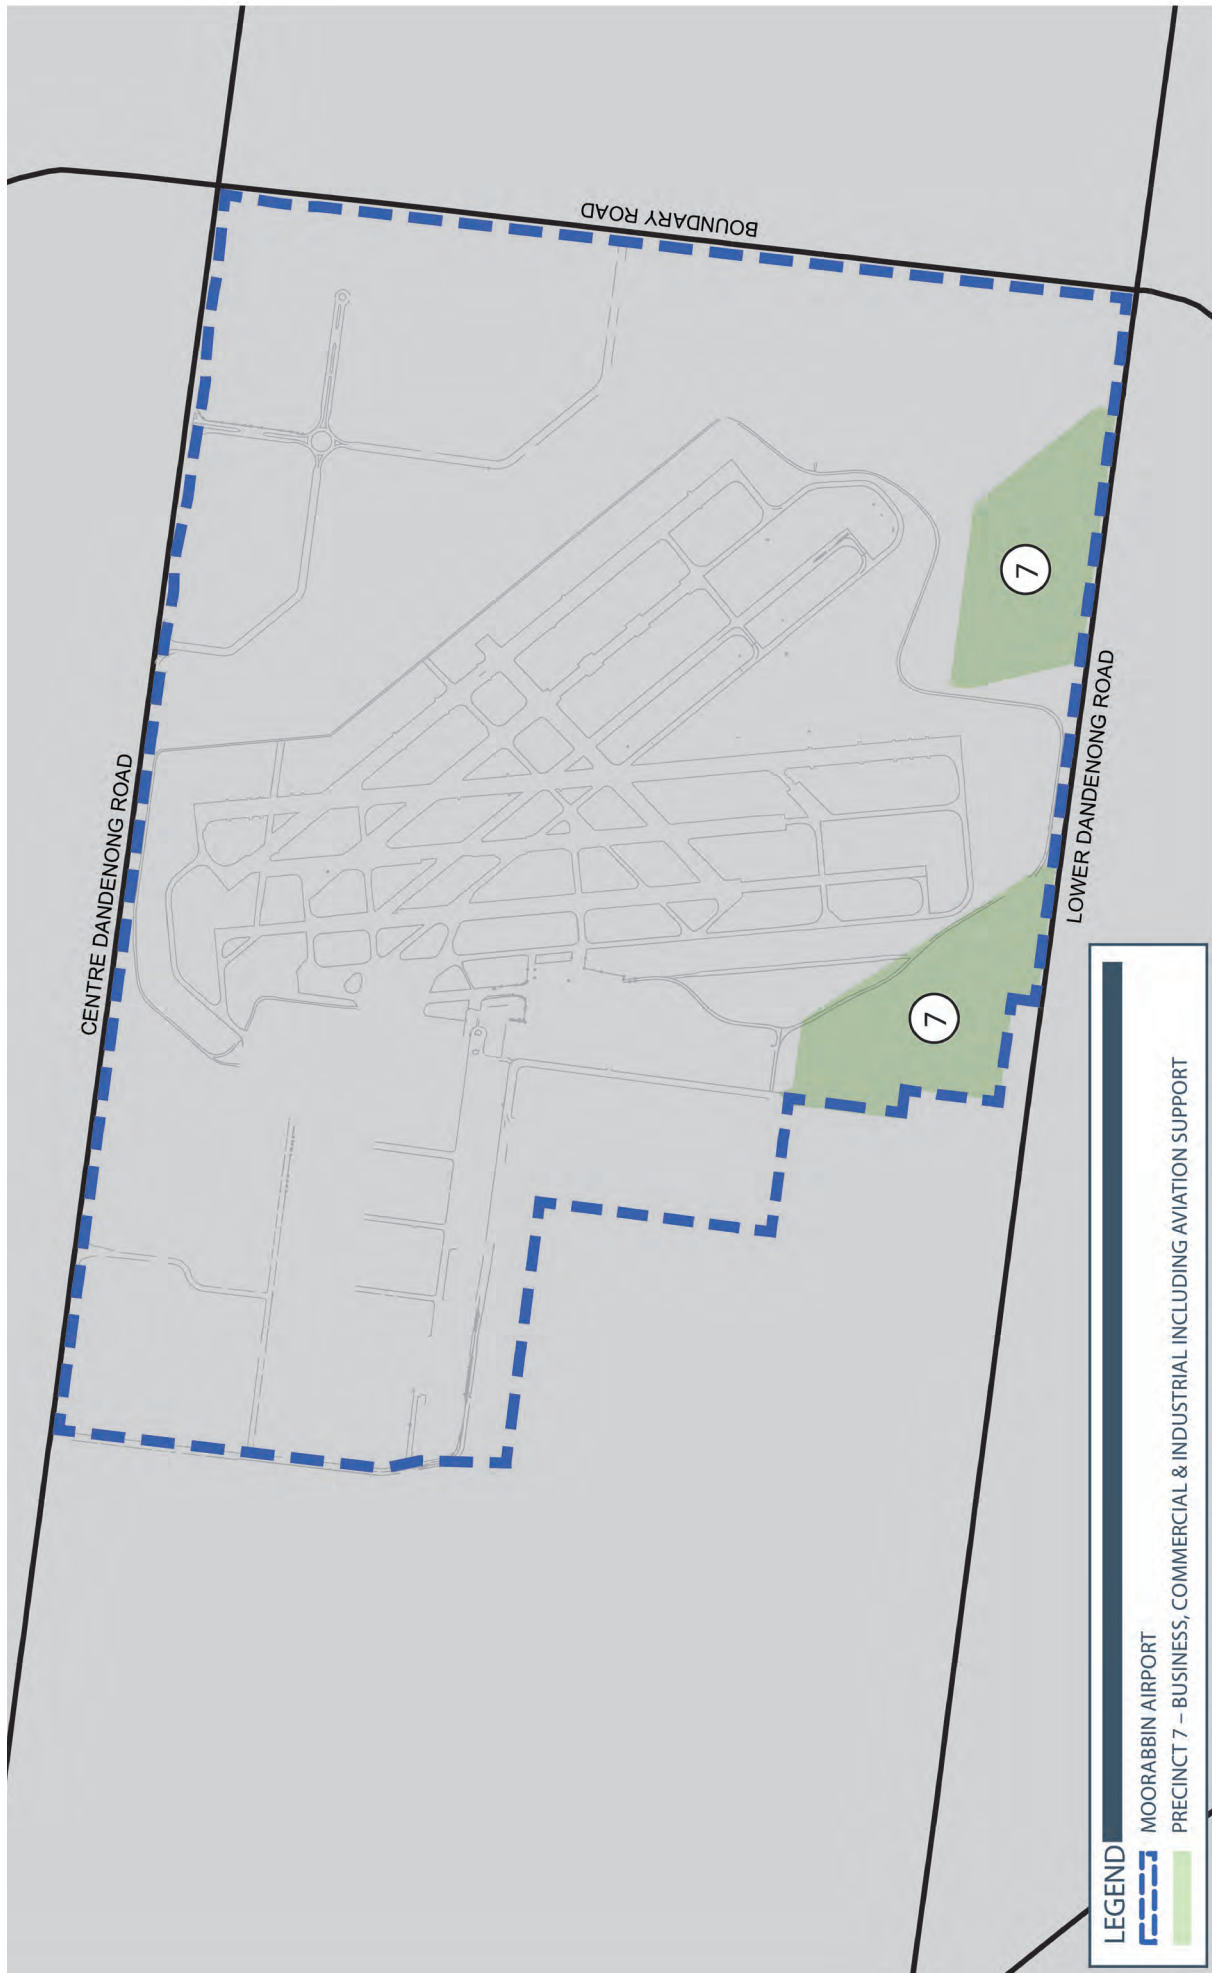 CENTRE DANDENONG ROAD
BOUNDARY ROAD
7
7
LOWER DANDENONG ROAD
LEGEND
MOORABBIN AIRPORT
PRECINCT 7 – BUSINESS, COMMERCIAL & INDUSTRIAL INCLUDING AVIATION SUPPORT